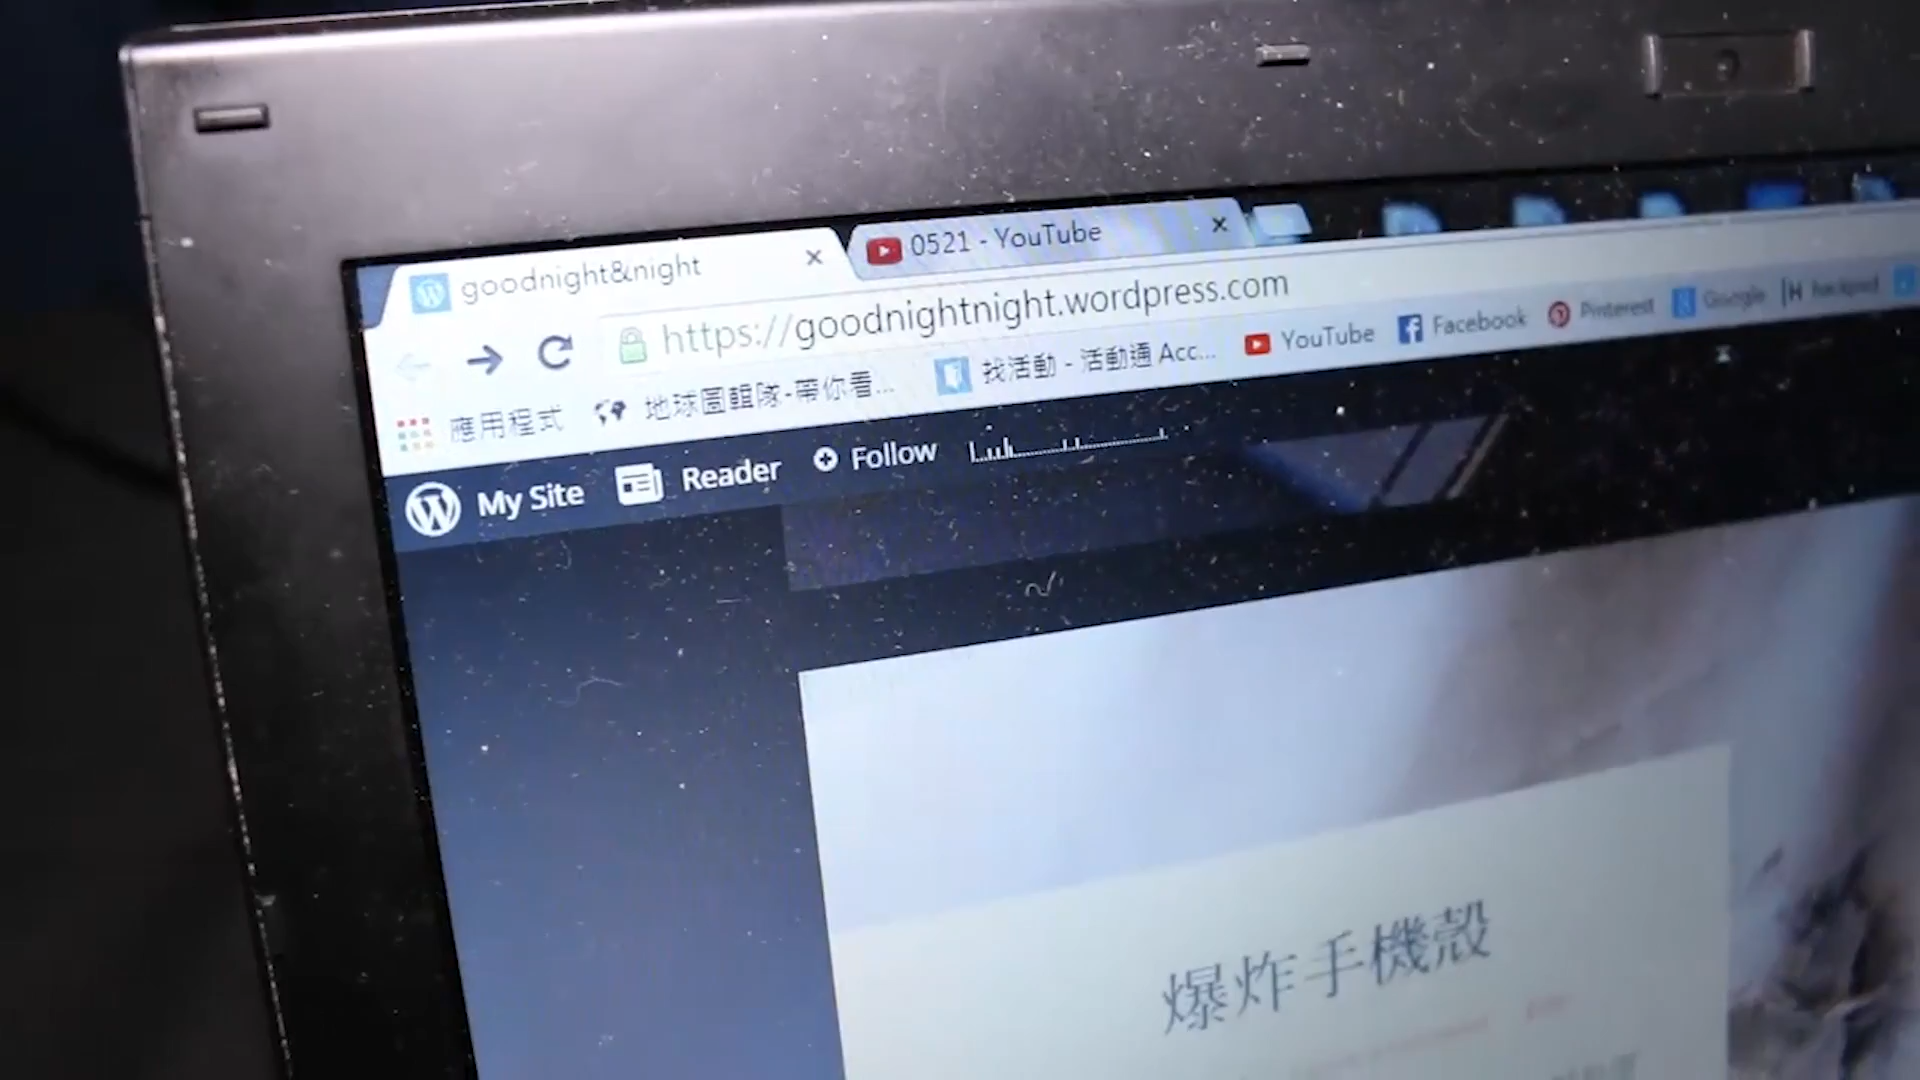 goodnight&night
0521 - YouTube
https://goodnightnight.wordpress.com
應用程式
地球圖輯隊-帶你看...
找活動 - 活動通 Acc...
YouTube
Facebook
Pinterest
Google
hackpad
My Site
Reader
Follow
爆炸手機殼